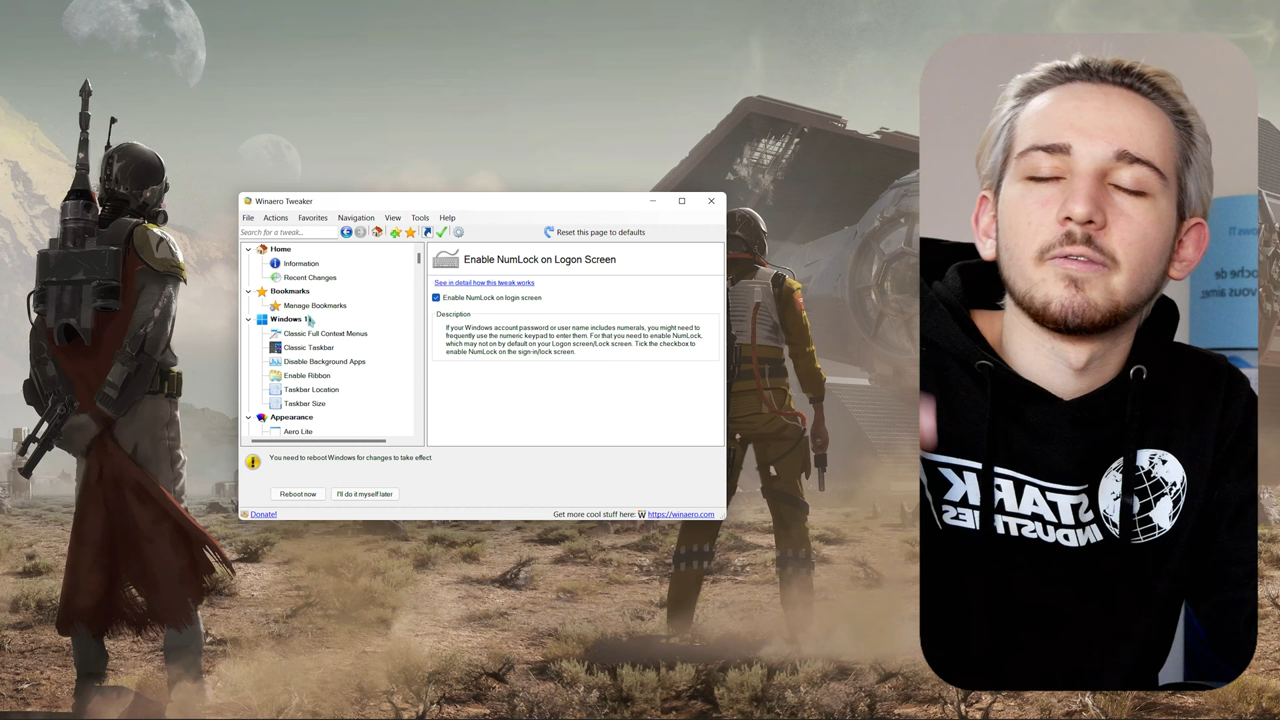 Winaero Tweaker
File Actions Favorites Navigation View Tools Help
Search for a tweak...
Reset this page to defaults
Home
Information
Recent Changes
Bookmarks
Manage Bookmarks
Windows 1
Classic Full Context Menus
Classic Taskbar
Disable Background Apps
Enable Ribbon
Taskbar Location
Taskbar Size
Appearance
Aero Lite
Enable NumLock on Logon Screen
See in detail how this tweak works
Enable NumLock on login screen
Description
If your Windows account password or user name includes numerals, you might need to
frequently use the numeric keypad to enter them. For that you need to enable NumLock,
which may not on by default on your Logon screen/Lock screen. Tick the checkbox to
enable NumLock on the sign-in/lock screen.
You need to reboot Windows for changes to take effect
Reboot now I'll do it myself later
Donate! Get more cool stuff here: W https://winaero.com
STARK
INDUSTRIES
oche de
vous aimez